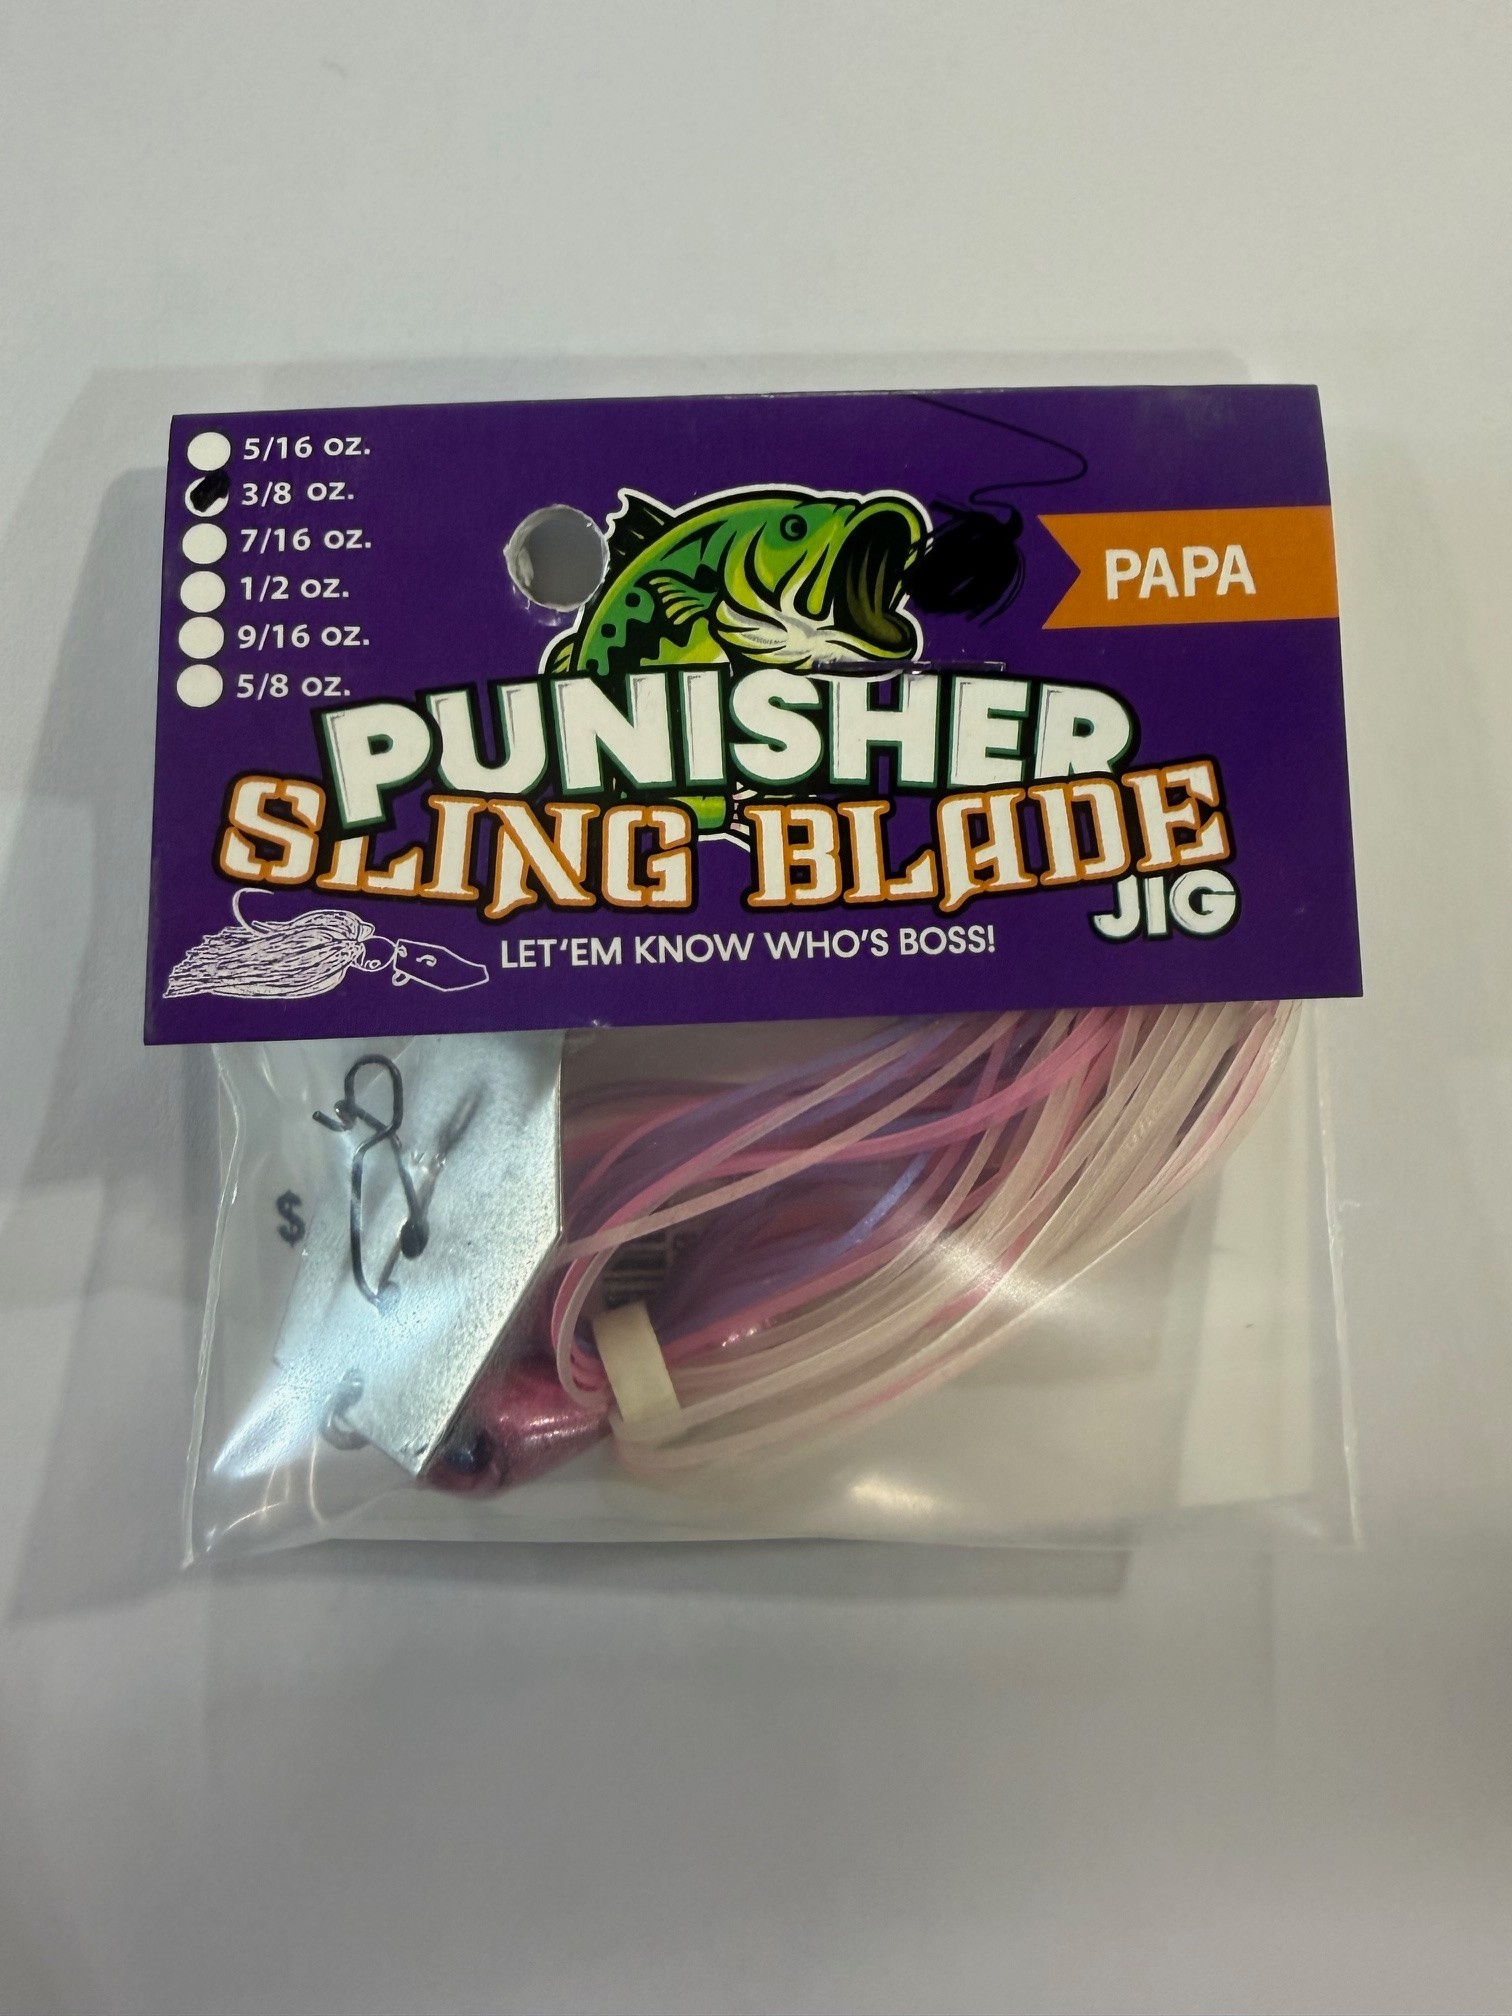 5/16 OZ.
3/8 OZ.
7/16 OZ.
1/2 OZ.
9/16 OZ.
5/8 OZ.
PAPA
PUNISHER
SLING BLADE
JIG
LET'EM KNOW WHO'S BOSS!
$